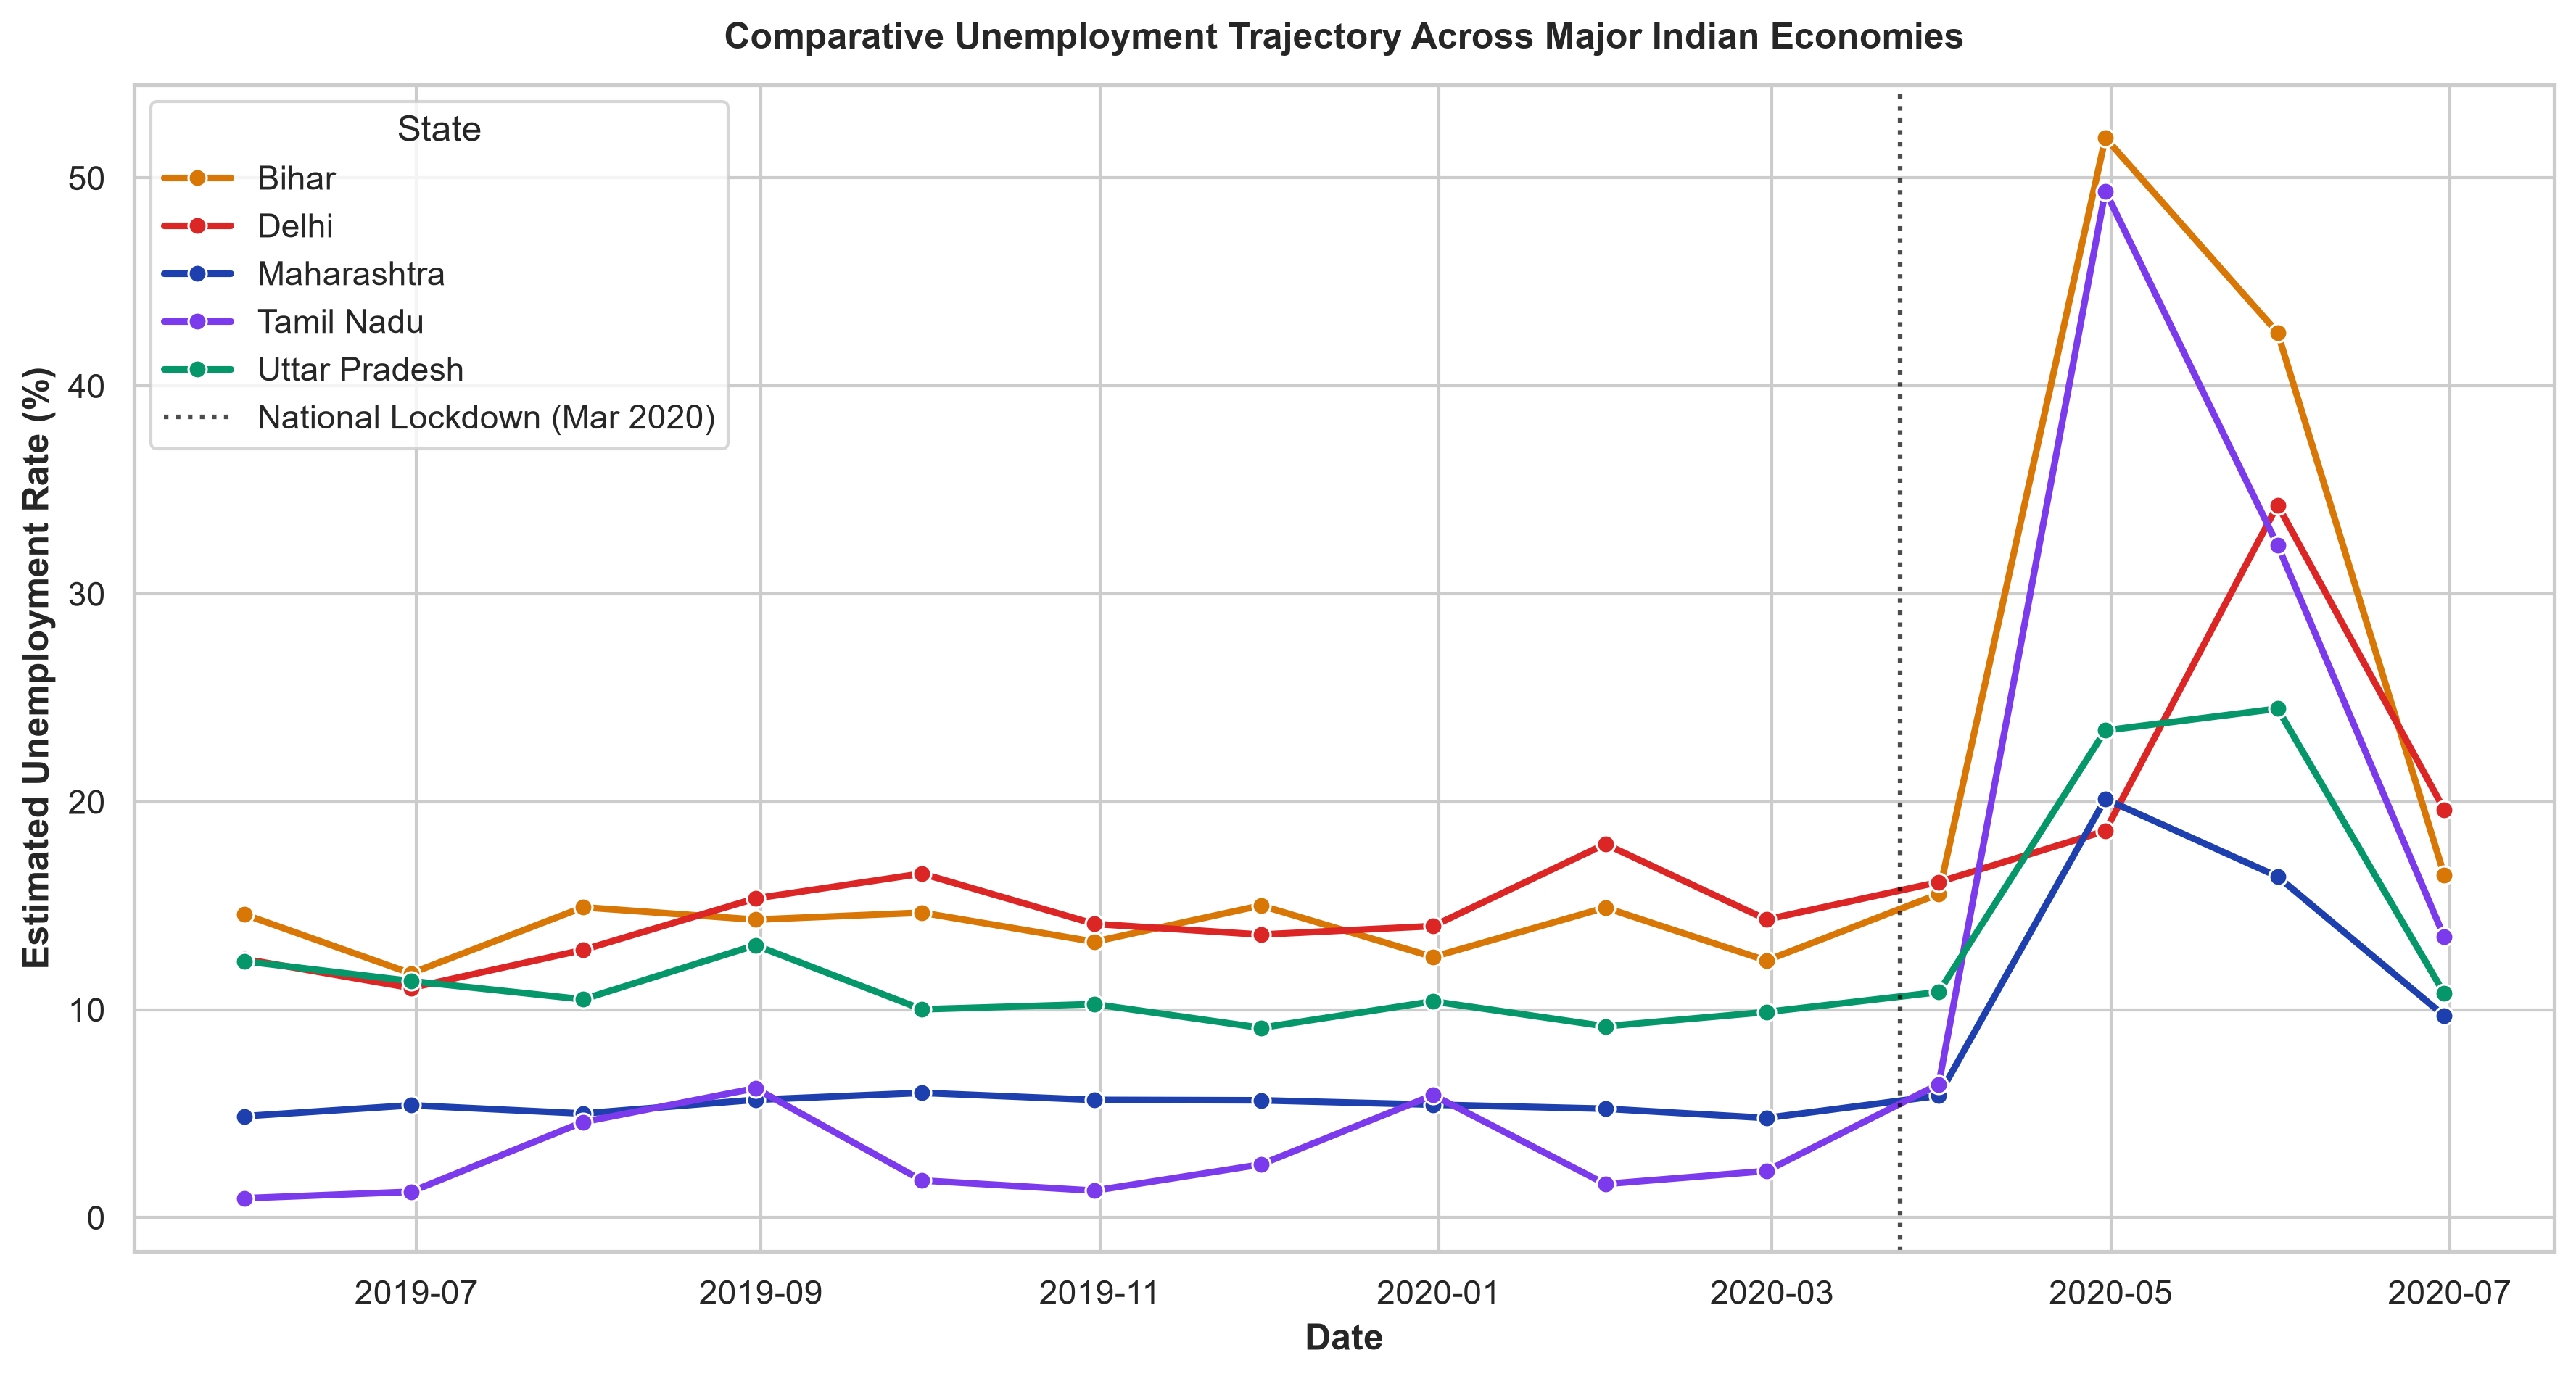 Comparative Unemployment Trajectory Across Major Indian Economies
State
Bihar
Delhi
Maharashtra
Tamil Nadu
Uttar Pradesh
National Lockdown (Mar 2020)
Estimated Unemployment Rate (%)
50
40
30
20
10
0
2019-07 2019-09 2019-11 2020-01 2020-03 2020-05 2020-07
Date